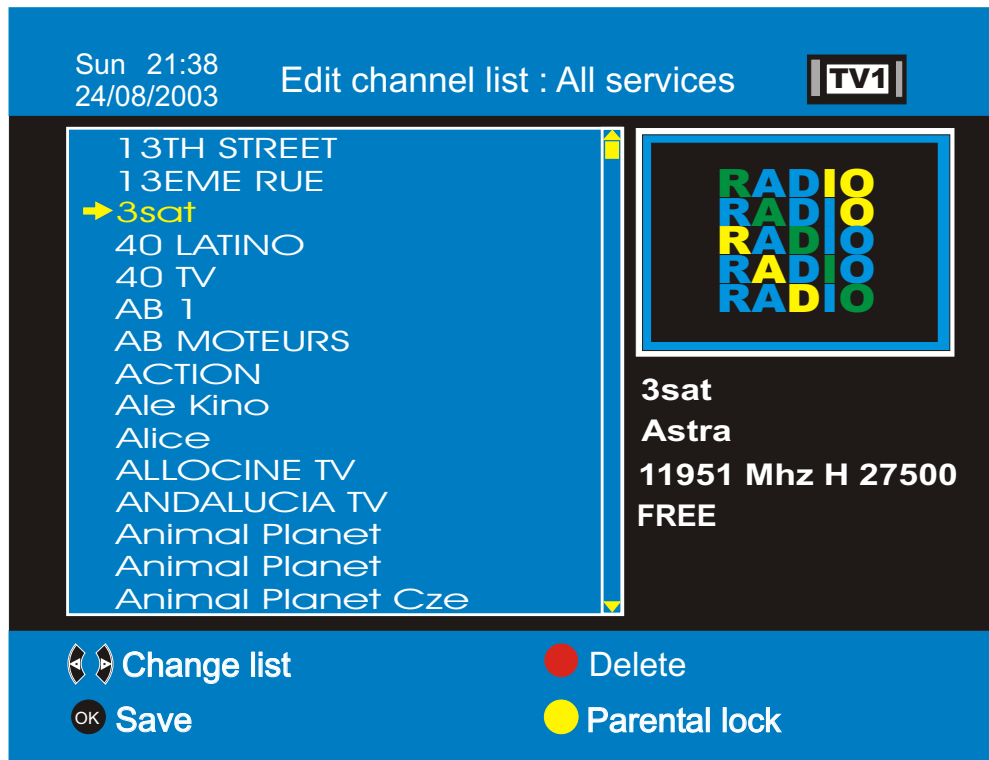 Sun 21:38
24/08/2003
Edit channel list : All services
TV1
13TH STREET
13EME RUE
3sat
40 LATINO
40 TV
AB 1
AB MOTEURS
ACTION
Ale Kino
Alice
ALLOCINE TV
ANDALUCIA TV
Animal Planet
Animal Planet
Animal Planet Cze
RADIO
RADIO
RADIO
RADIO
RADIO
3sat
Astra
11951 Mhz H 27500
FREE
Change list
Delete
OK Save
Parental lock